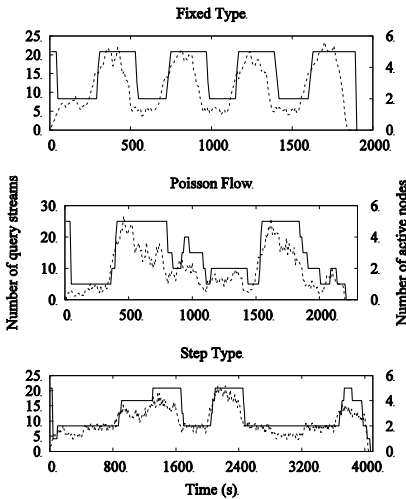 Fixed Type.
25. 20. 15. 10. 5. 0.
6. 4. 2. 0.
500. 1000. 1500. 2000.
Poisson Flow.
30. 20. 10. 0.
6. 4. 2. 0.
0. 500. 1000. 1500. 2000.
Number of query streams
Number of active nodes
Step Type.
25. 20. 15. 10. 5. 0.
6. 4. 2. 0.
0. 800. 1600. 2400. 3200. 4000.
Time (s).